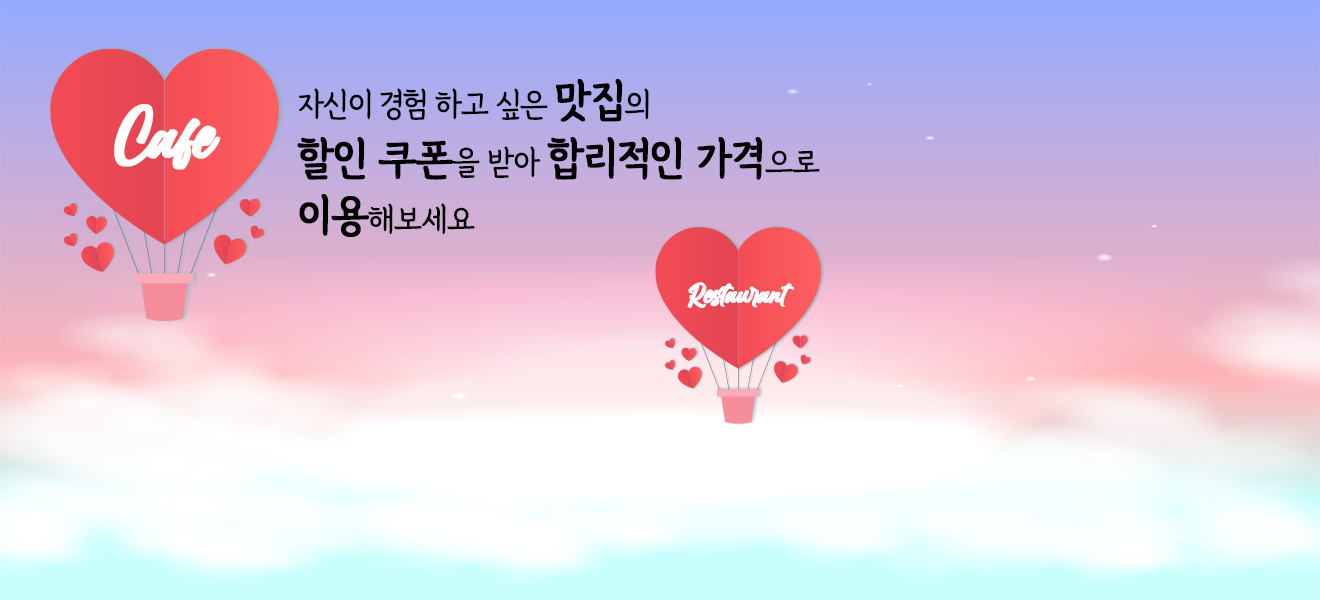 Cafe
자신이 경험 하고 싶은 맛집의
할인 쿠폰을 받아 합리적인 가격으로
이용해보세요
Restaurant